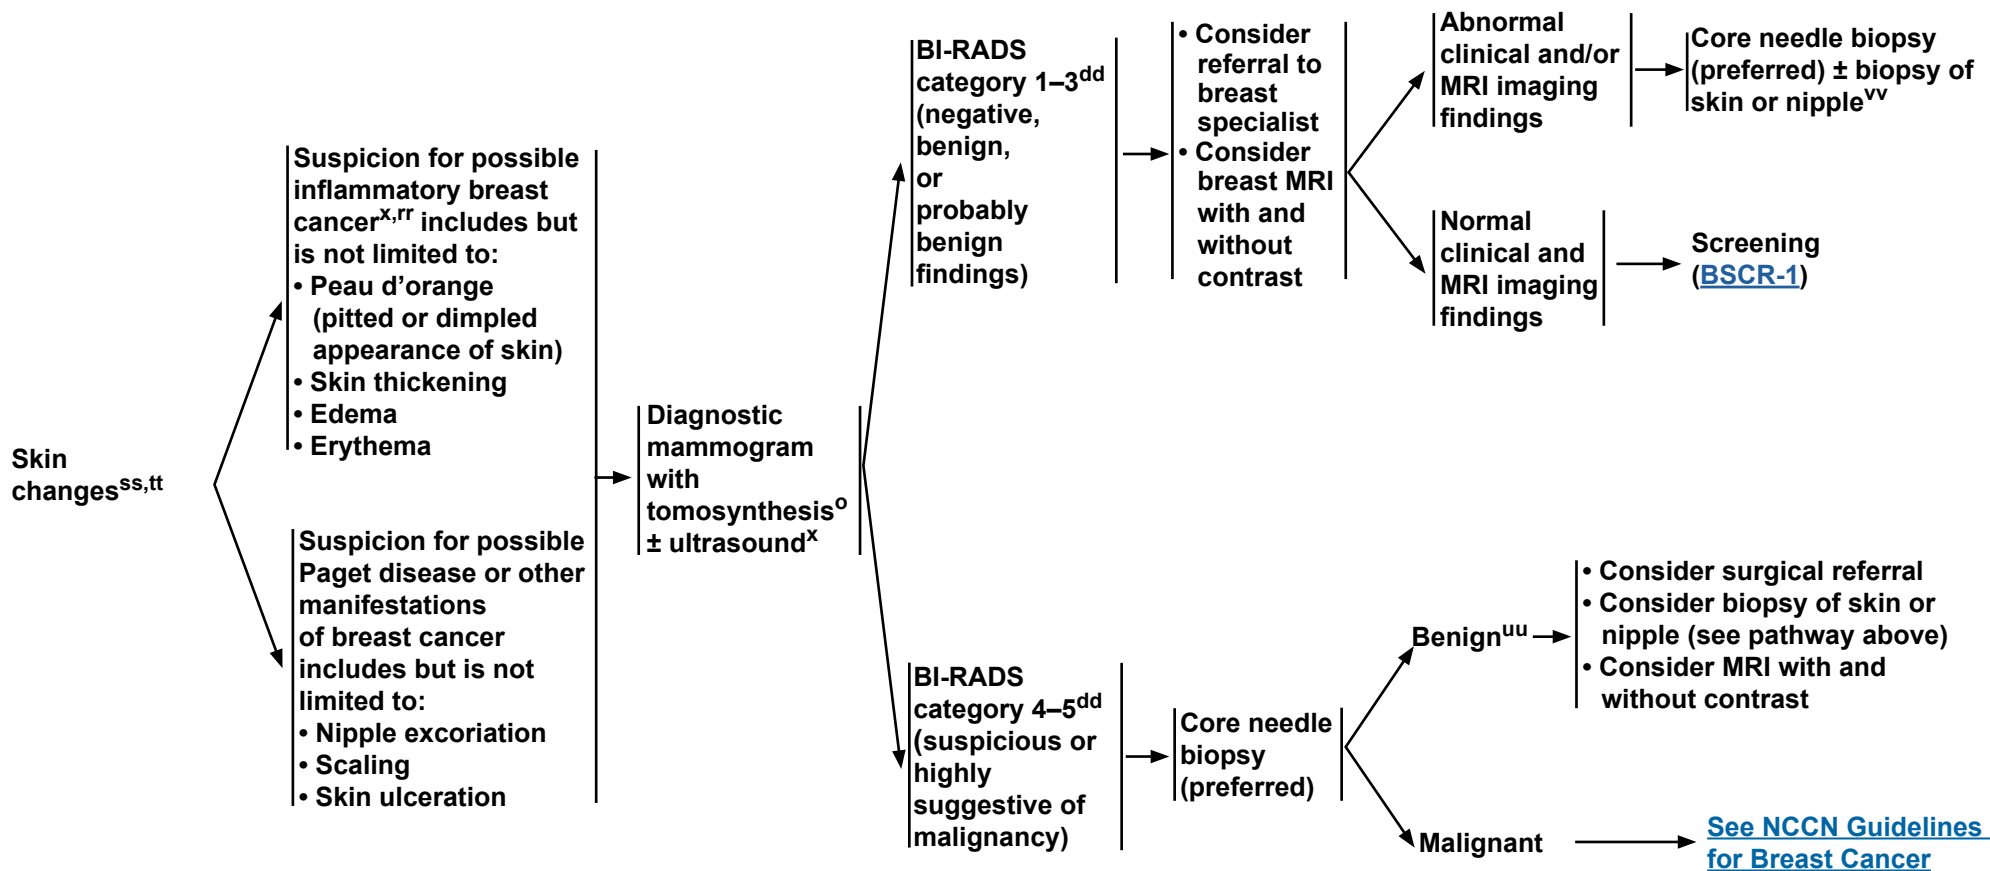 Skin
changesss,tt
Suspicion for possible
inflammatory breast
cancerx,rr includes but
is not limited to:
• Peau d’orange
(pitted or dimpled
appearance of skin)
• Skin thickening
• Edema
• Erythema
Suspicion for possible
Paget disease or other
manifestations
of breast cancer
includes but is not
limited to:
• Nipple excoriation
• Scaling
• Skin ulceration
Diagnostic
mammogram
with
tomosynthesiso
± ultrasoundx
BI-RADS
category 1–3dd
(negative,
benign,
or
probably
benign
findings)
• Consider
referral to
breast
specialist
• Consider
breast MRI
with and
without
contrast
Abnormal
clinical and/or
MRI imaging
findings
Core needle biopsy
(preferred) ± biopsy of
skin or nipplevv
Normal
clinical and
MRI imaging
findings
Screening
(BSCR-1)
BI-RADS
category 4–5dd
(suspicious or
highly
suggestive of
malignancy)
Core needle
biopsy
(preferred)
Benignuu
• Consider surgical referral
• Consider biopsy of skin or
nipple (see pathway above)
• Consider MRI with and
without contrast
Malignant
See NCCN Guidelines
for Breast Cancer